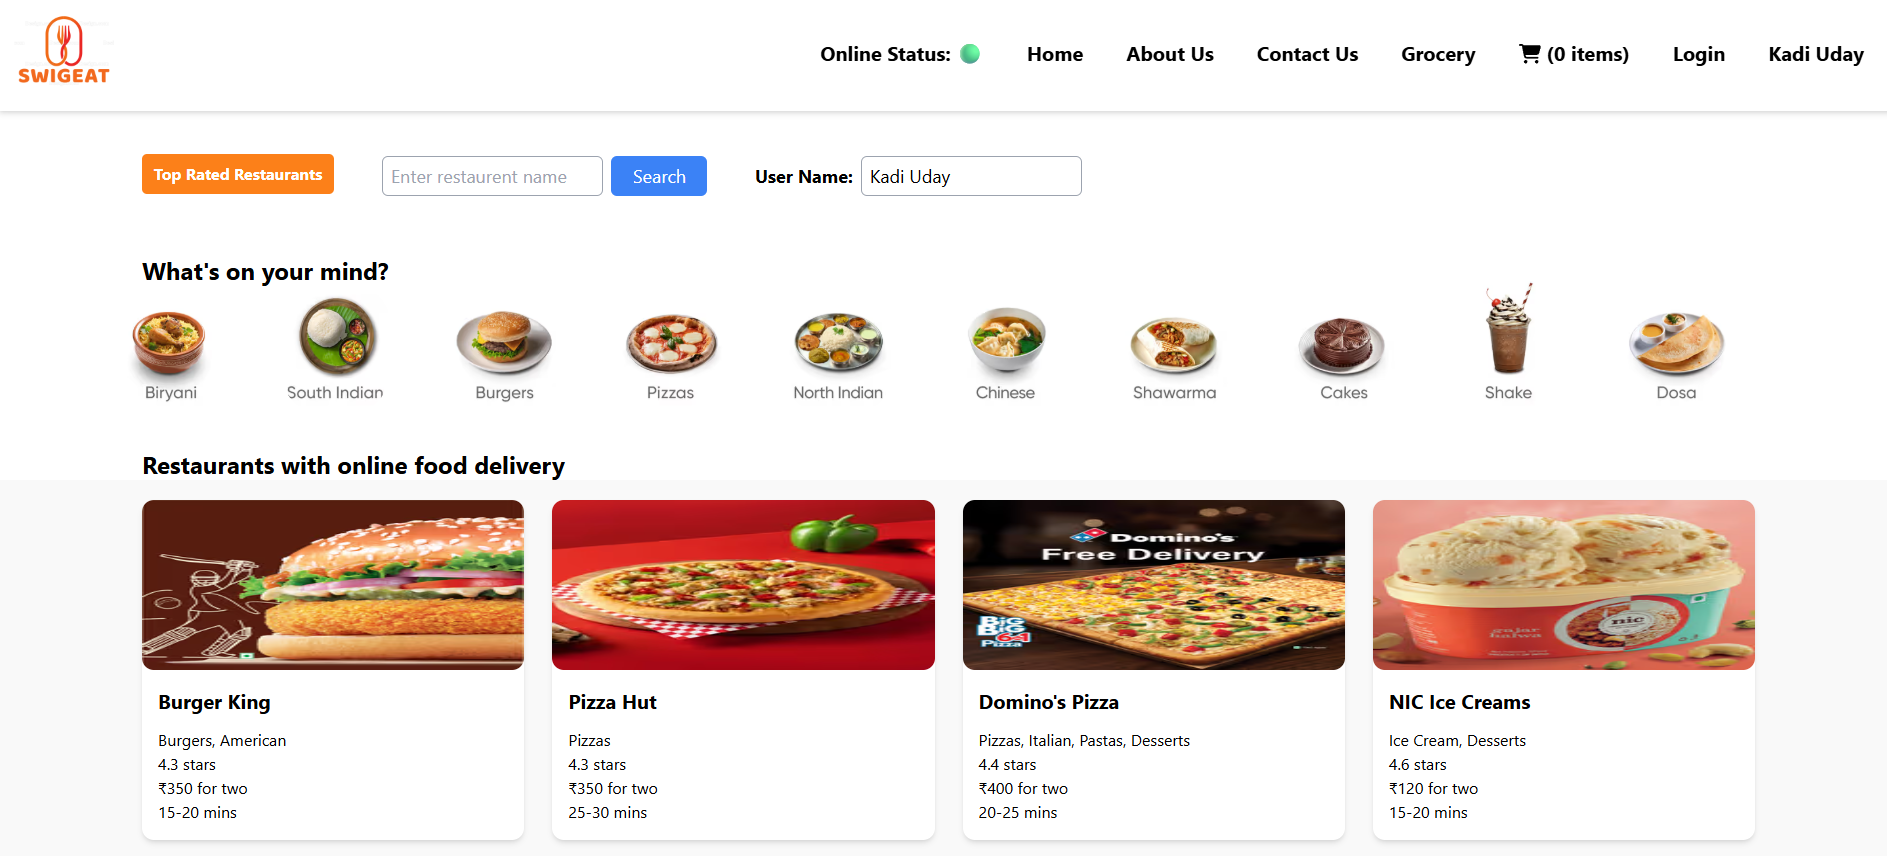 SWIGEAT
Online Status:
Home
About Us
Contact Us
Grocery
(0 items)
Login
Kadi Uday
Top Rated Restaurants
Enter restaurent name
Search
User Name:
Kadi Uday
What's on your mind?
Biryani
South Indian
Burgers
Pizzas
North Indian
Chinese
Shawarma
Cakes
Shake
Dosa
Restaurants with online food delivery
Burger King
Burgers, American
4.3 stars
₹350 for two
15-20 mins
Pizza Hut
Pizzas
4.3 stars
₹350 for two
25-30 mins
Domino's
Free Delivery
BIG
BIG
6in1
Pizza
Domino's Pizza
Pizzas, Italian, Pastas, Desserts
4.4 stars
₹400 for two
20-25 mins
gajar
halwa
nic
NIC Ice Creams
Ice Cream, Desserts
4.6 stars
₹120 for two
15-20 mins